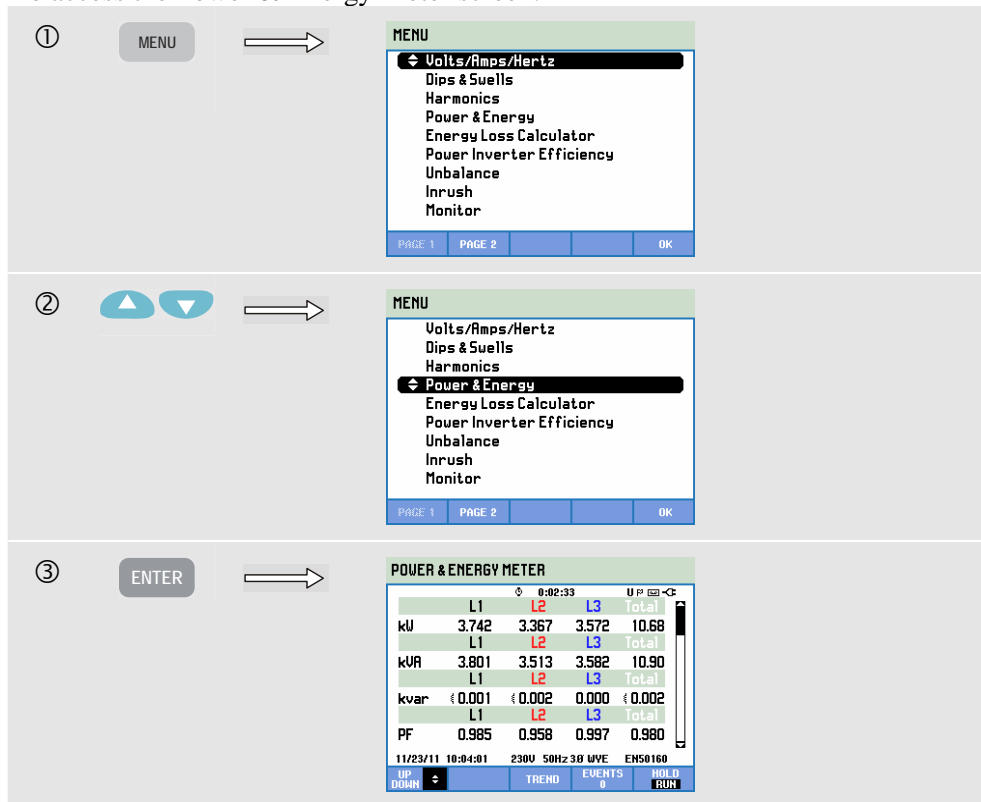 ①
MENU
MENU
Volts/Amps/Hertz
Dips & Swells
Harmonics
Power & Energy
Energy Loss Calculator
Power Inverter Efficiency
Unbalance
Inrush
Monitor
PAGE 1 PAGE 2 OK
②
MENU
Volts/Amps/Hertz
Dips & Swells
Harmonics
Power & Energy
Energy Loss Calculator
Power Inverter Efficiency
Unbalance
Inrush
Monitor
PAGE 1 PAGE 2 OK
③
ENTER
POWER & ENERGY METER
0:02:33 U
L1 L2 L3 Total
kW 3.742 3.367 3.572 10.68
L1 L2 L3 Total
kVA 3.801 3.513 3.582 10.90
L1 L2 L3 Total
kvar 0.001 0.002 0.000 0.002
L1 L2 L3 Total
PF 0.985 0.958 0.997 0.980
11/23/11 10:04:01 230V 50Hz 3Ø WYE EN50160
UP DOWN TREND EVENTS 0 HOLD RUN